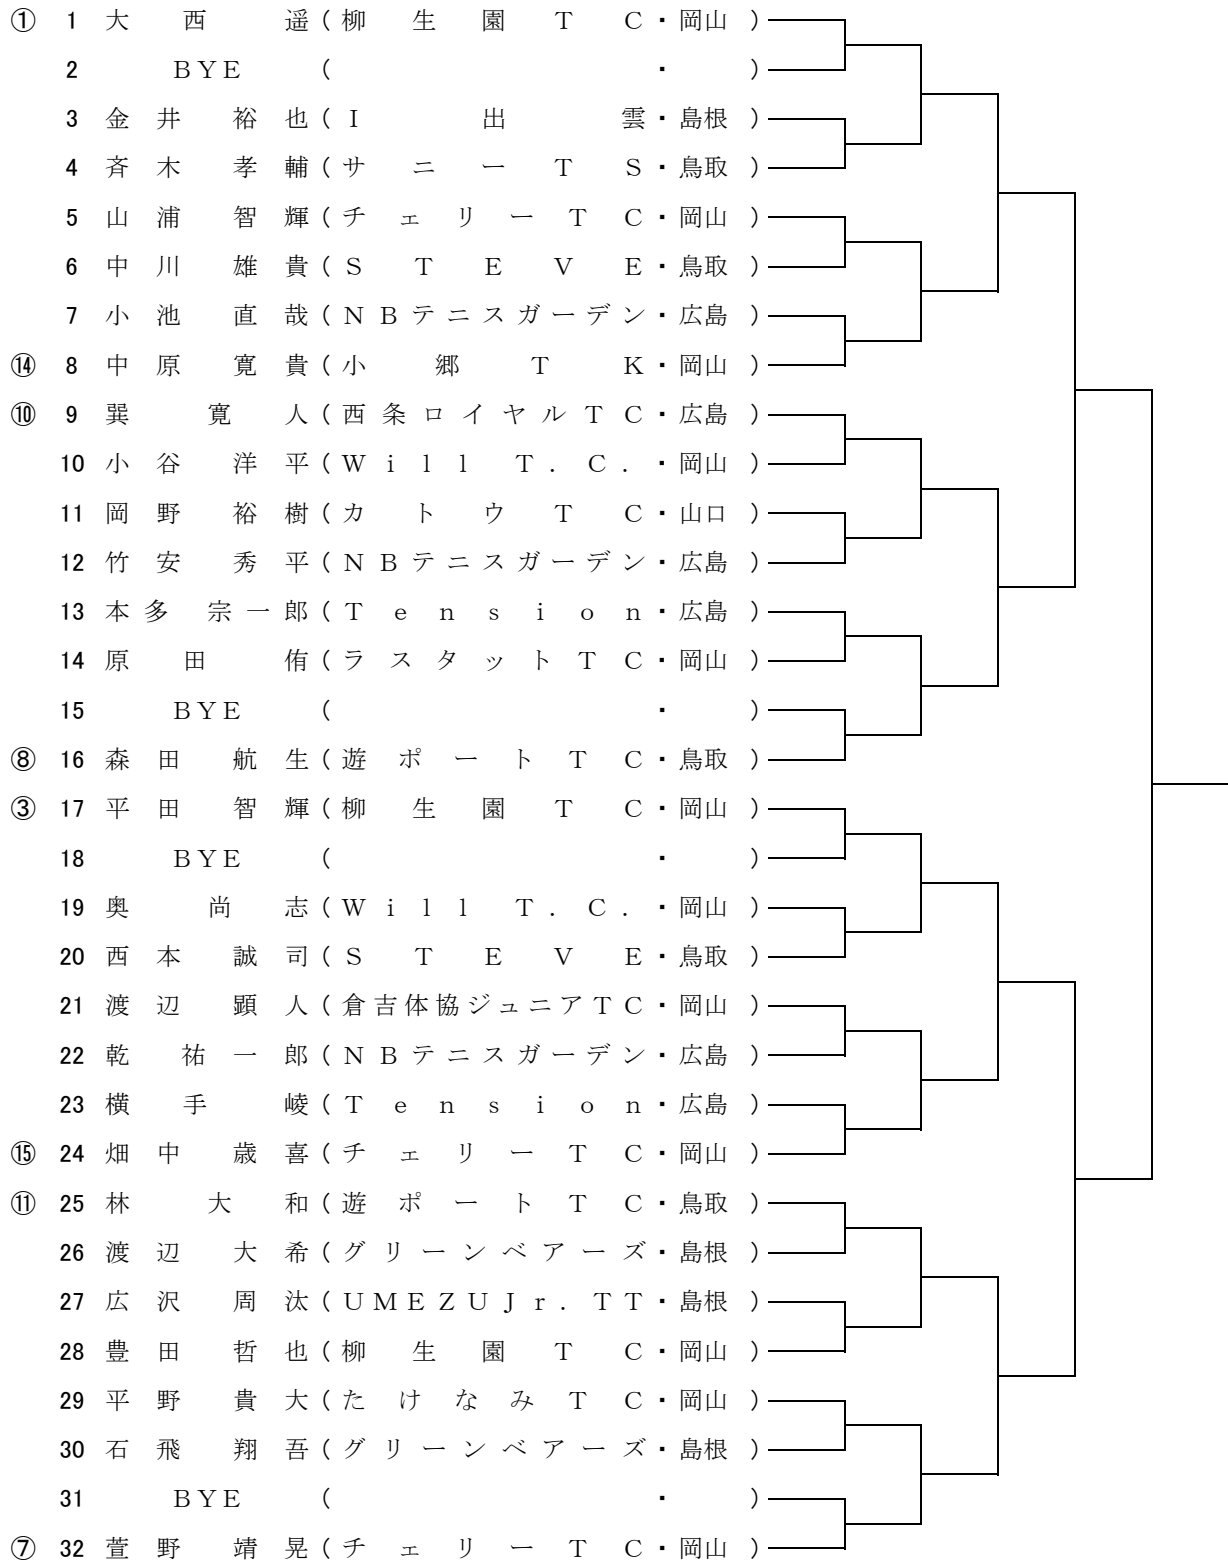 ① 1 大西 遥 (柳生園TC・岡山)
2 BYE ( ・ )
3 金井 裕也 (I出雲・島根)
4 斉木 孝輔 (サニーTS・鳥取)
5 山浦 智輝 (チェリーTC・岡山)
6 中川 雄貴 (STEVE・鳥取)
7 小池 直哉 (NBテニスガーデン・広島)
⑭ 8 中原 寛貴 (小郷TK・岡山)
⑩ 9 巽 寛人 (西条ロイヤルTC・広島)
10 小谷 洋平 (Will T.C.・岡山)
11 岡野 裕樹 (カトウTC・山口)
12 竹安 秀平 (NBテニスガーデン・広島)
13 本多 宗一郎 (Tension・広島)
14 原田 侑 (ラスタットTC・岡山)
15 BYE ( ・ )
⑧ 16 森田 航生 (遊ポートTC・鳥取)
③ 17 平田 智輝 (柳生園TC・岡山)
18 BYE ( ・ )
19 奥 尚志 (Will T.C.・岡山)
20 西本 誠司 (STEVE・鳥取)
21 渡辺 顕人 (倉吉体協ジュニアTC・岡山)
22 乾 祐一郎 (NBテニスガーデン・広島)
23 横手 崚 (Tension・広島)
⑮ 24 畑中 歳喜 (チェリーTC・岡山)
⑪ 25 林 大和 (遊ポートTC・鳥取)
26 渡辺 大希 (グリーンベアーズ・島根)
27 広沢 周汰 (UMEZUJr.TT・島根)
28 豊田 哲也 (柳生園TC・岡山)
29 平野 貴大 (たけなみTC・岡山)
30 石飛 翔吾 (グリーンベアーズ・島根)
31 BYE ( ・ )
⑦ 32 萱野 靖晃 (チェリーTC・岡山)